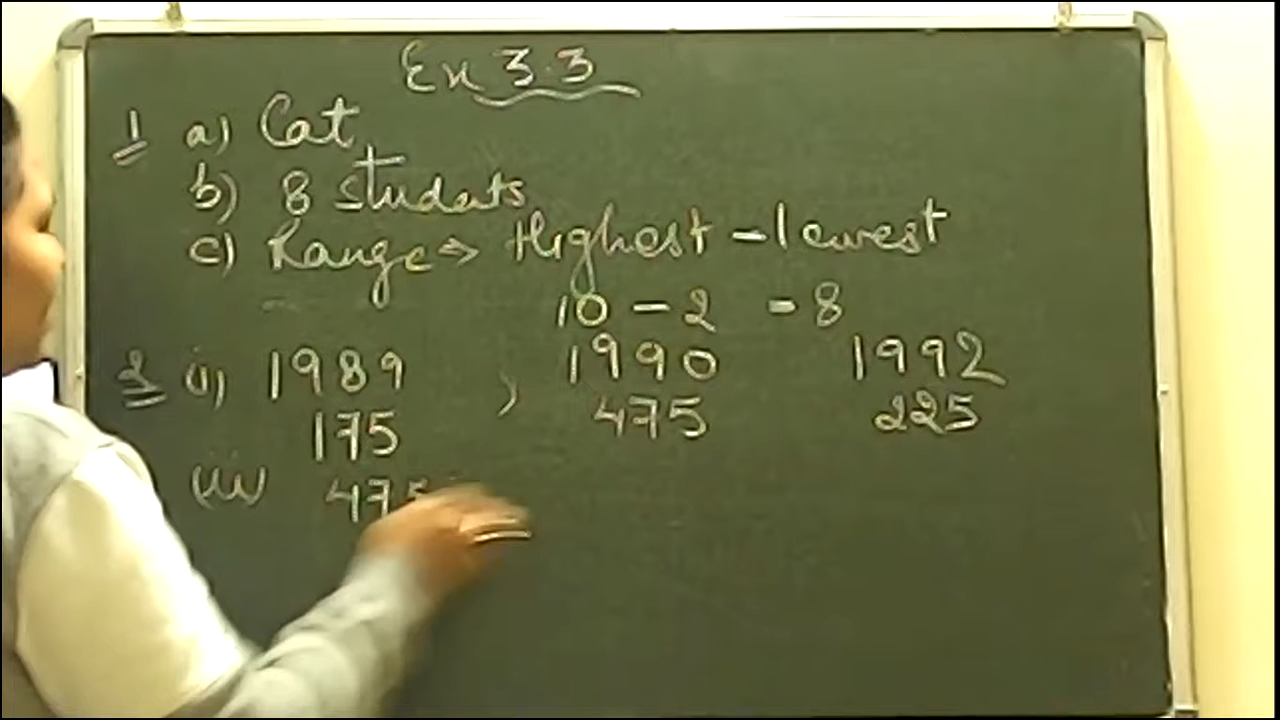 Ex 3.3
1 a) Cat
b) 8 students
c) Range → Highest - lowest
10 - 2 = 8
2 (i) 1989 , 1990 1992
175 475 225
(ii) 475